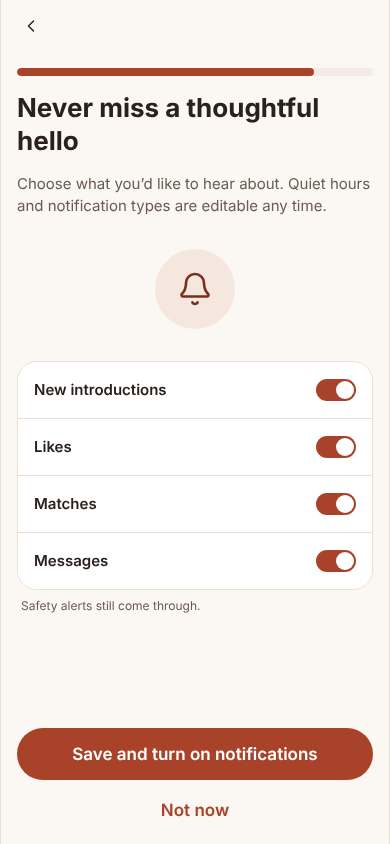 Never miss a thoughtful
hello
Choose what you’d like to hear about. Quiet hours
and notification types are editable any time.
New introductions
Likes
Matches
Messages
Safety alerts still come through.
Save and turn on notifications
Not now